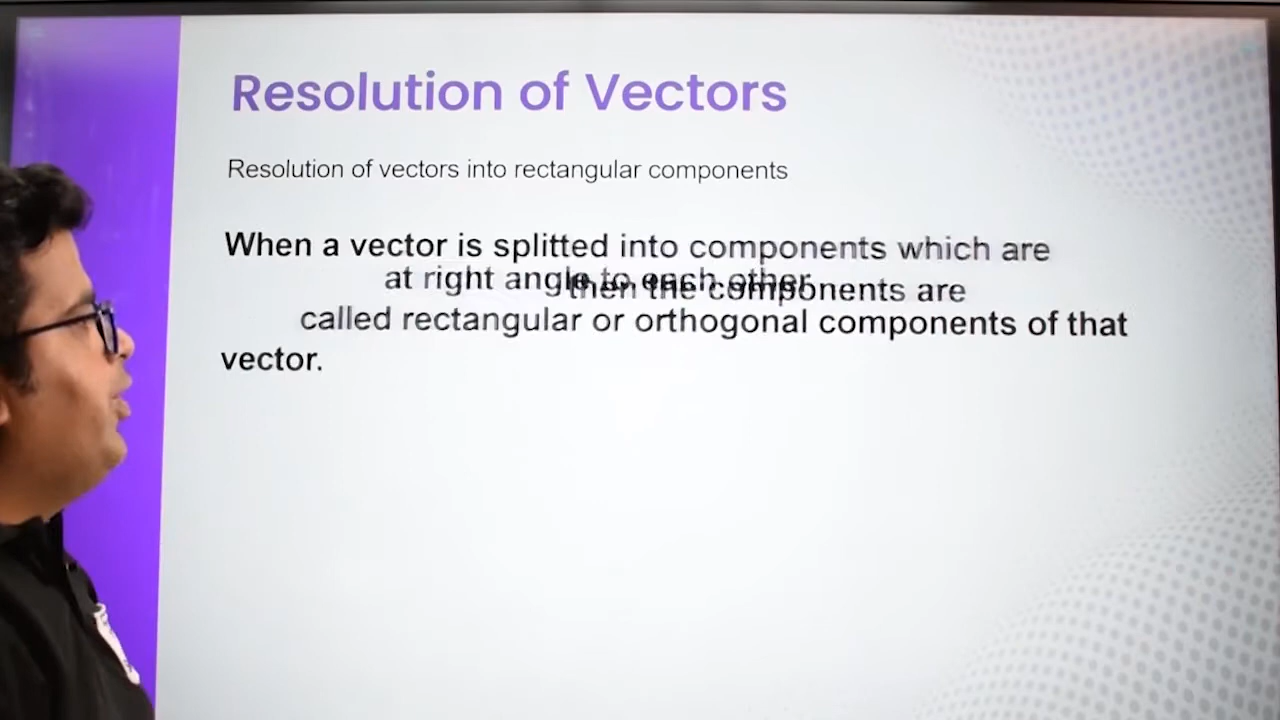 Resolution of Vectors
Resolution of vectors into rectangular components
When a vector is splitted into components which are
at right angle to each other
then the components are
called rectangular or orthogonal components of that
vector.